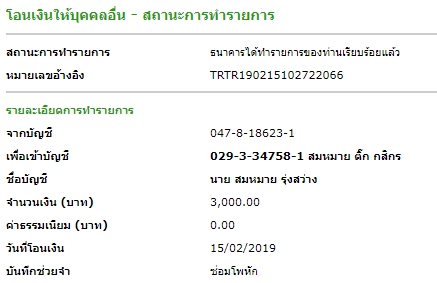 โอนเงินให้บุคคลอื่น - สถานะการทำรายการ
สถานะการทำรายการ ธนาคารได้ทำรายการของท่านเรียบร้อยแล้ว
หมายเลขอ้างอิง TRTR190215102722066
รายละเอียดการทำรายการ
จากบัญชี 047-8-18623-1
เพื่อเข้าบัญชี 029-3-34758-1 สมหมาย ตั๊ก กสิกร
ชื่อบัญชี นาย สมหมาย รุ่งสว่าง
จำนวนเงิน (บาท) 3,000.00
ค่าธรรมเนียม (บาท) 0.00
วันที่โอนเงิน 15/02/2019
บันทึกช่วยจำ ช่อมโพหัก